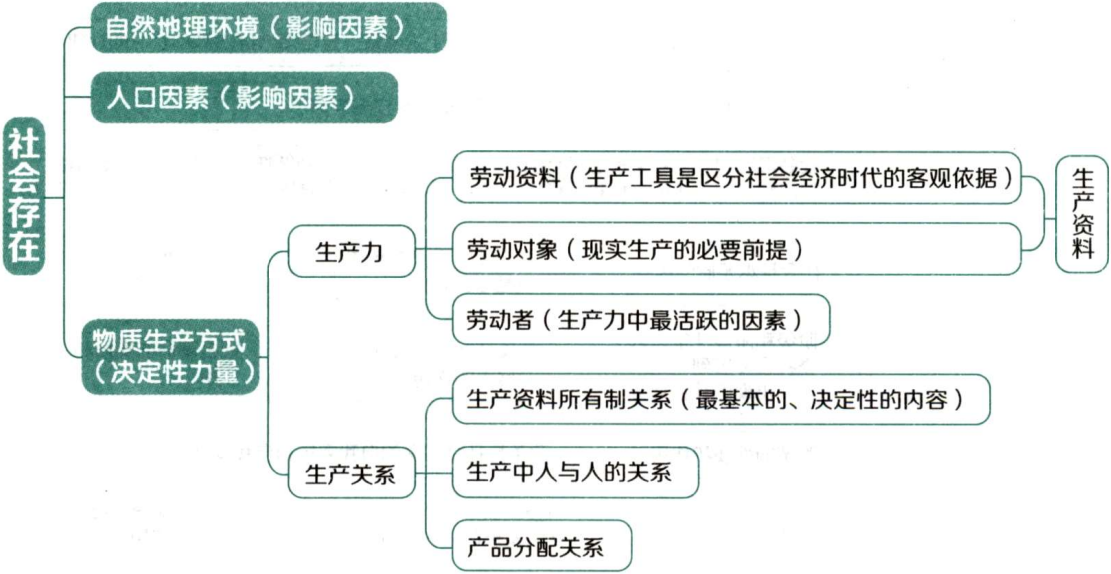 社会存在
自然地理环境（影响因素）
人口因素（影响因素）
物质生产方式
（决定性力量）
生产力
劳动资料（生产工具是区分社会经济时代的客观依据）
劳动对象（现实生产的必要前提）
生产资料
劳动者（生产力中最活跃的因素）
生产关系
生产资料所有制关系（最基本的、决定性的内容）
生产中人与人的关系
产品分配关系